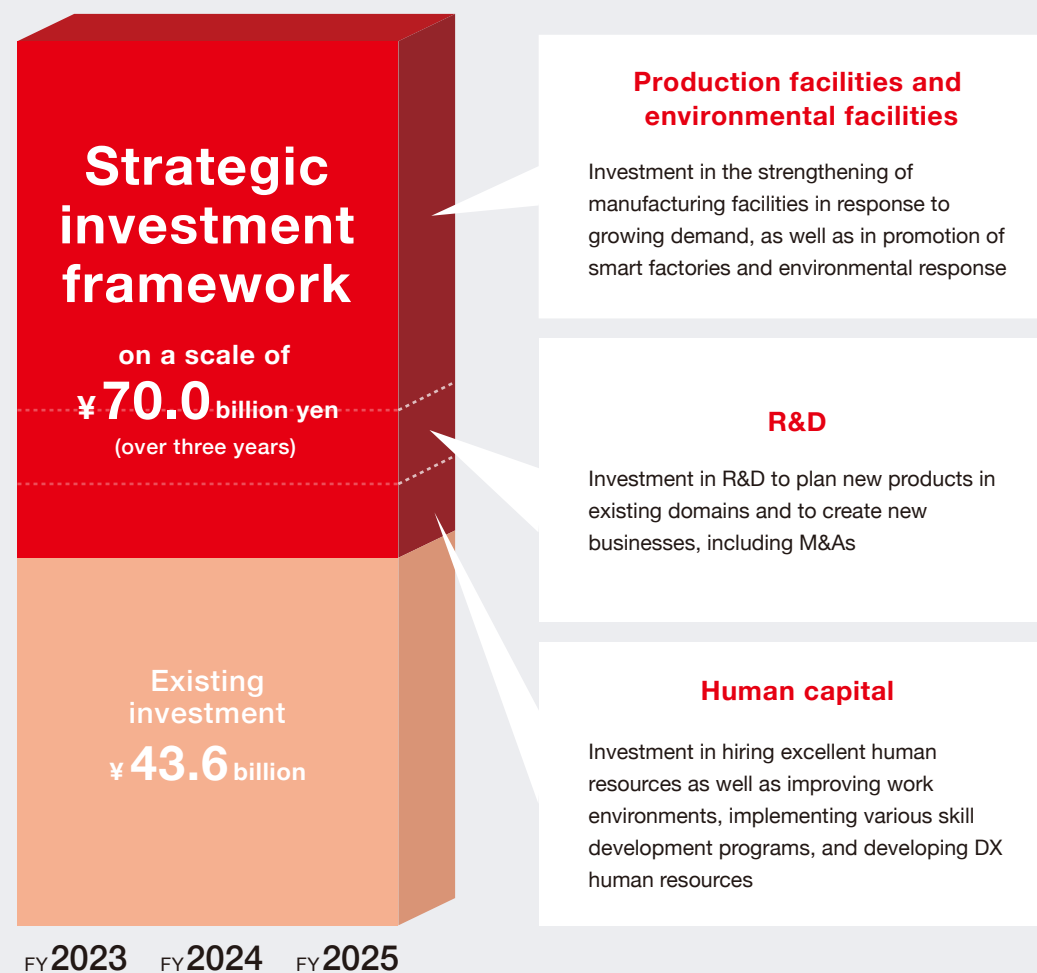 Strategic
investment
framework
on a scale of
¥70.0 billion yen
(over three years)
Existing
investment
¥43.6 billion
FY2023 FY2024 FY2025
Production facilities and
environmental facilities
Investment in the strengthening of
manufacturing facilities in response to
growing demand, as well as in promotion of
smart factories and environmental response
R&D
Investment in R&D to plan new products in
existing domains and to create new
businesses, including M&As
Human capital
Investment in hiring excellent human
resources as well as improving work
environments, implementing various skill
development programs, and developing DX
human resources